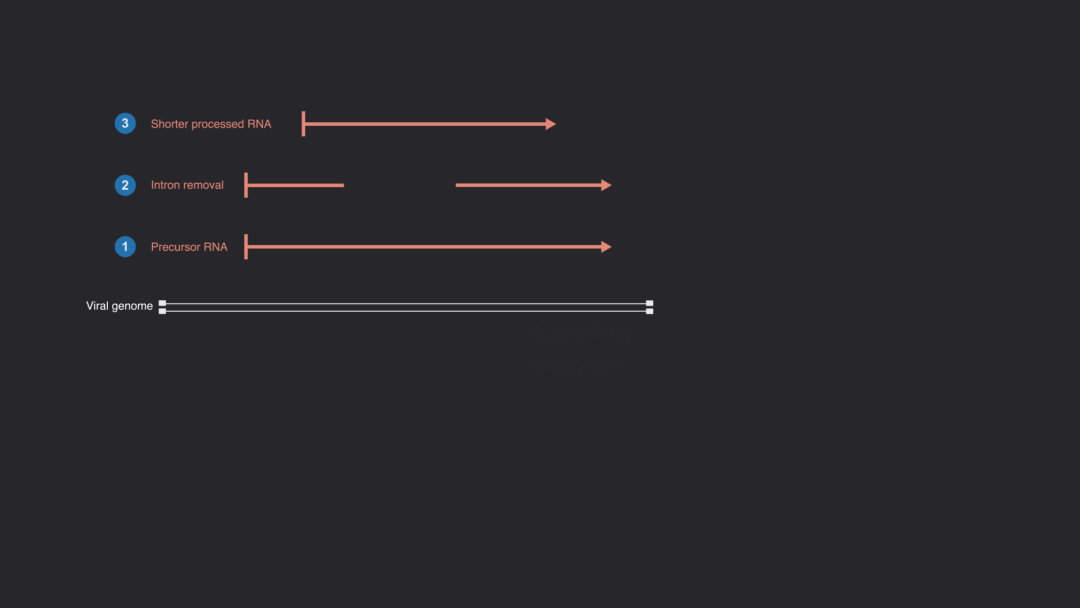 3 Shorter processed RNA
2 Intron removal
1 Precursor RNA
Viral genome